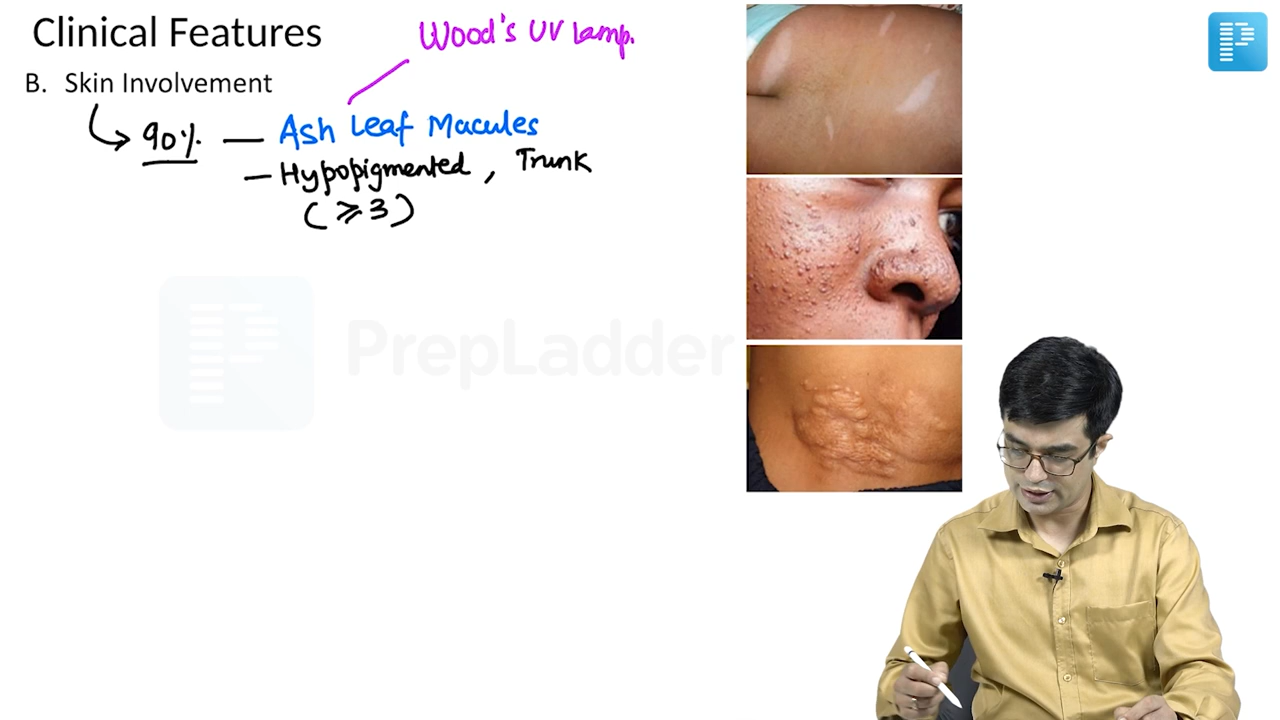 Clinical Features
Wood's UV Lamp.
B. Skin Involvement
90% — Ash Leaf Macules
— Hypopigmented, Trunk
(≥3)
PrepLadder